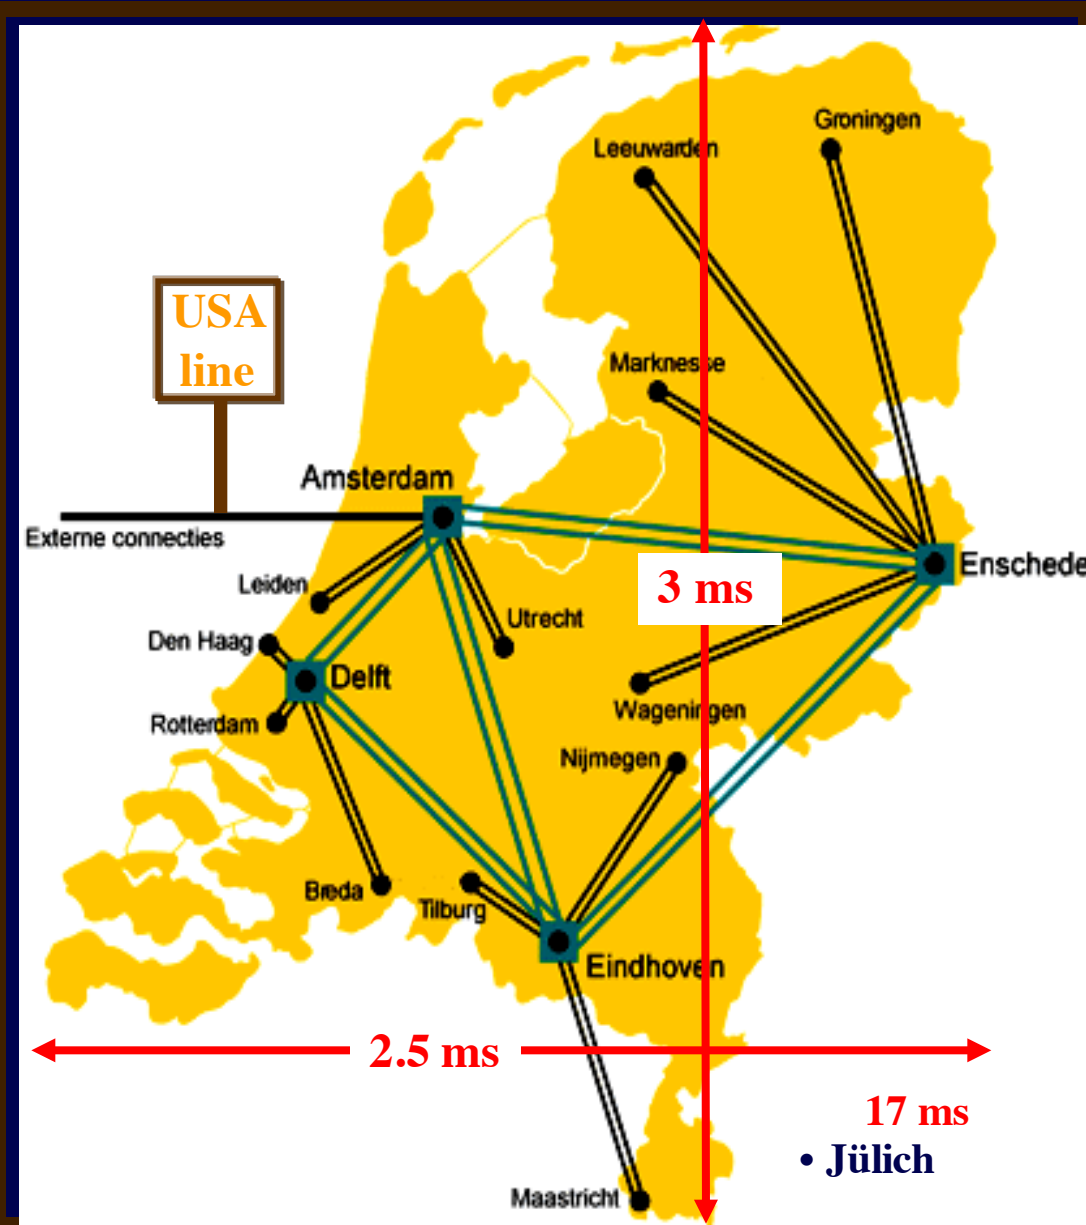 Groningen
Leeuwarden
USA
line
Marknesse
Amsterdam
Externe connecties
Enschede
3 ms
Leiden
Utrecht
Den Haag
Delft
Wageningen
Rotterdam
Nijmegen
Breda
Tilburg
Eindhoven
2.5 ms
17 ms
• Jülich
Maastricht